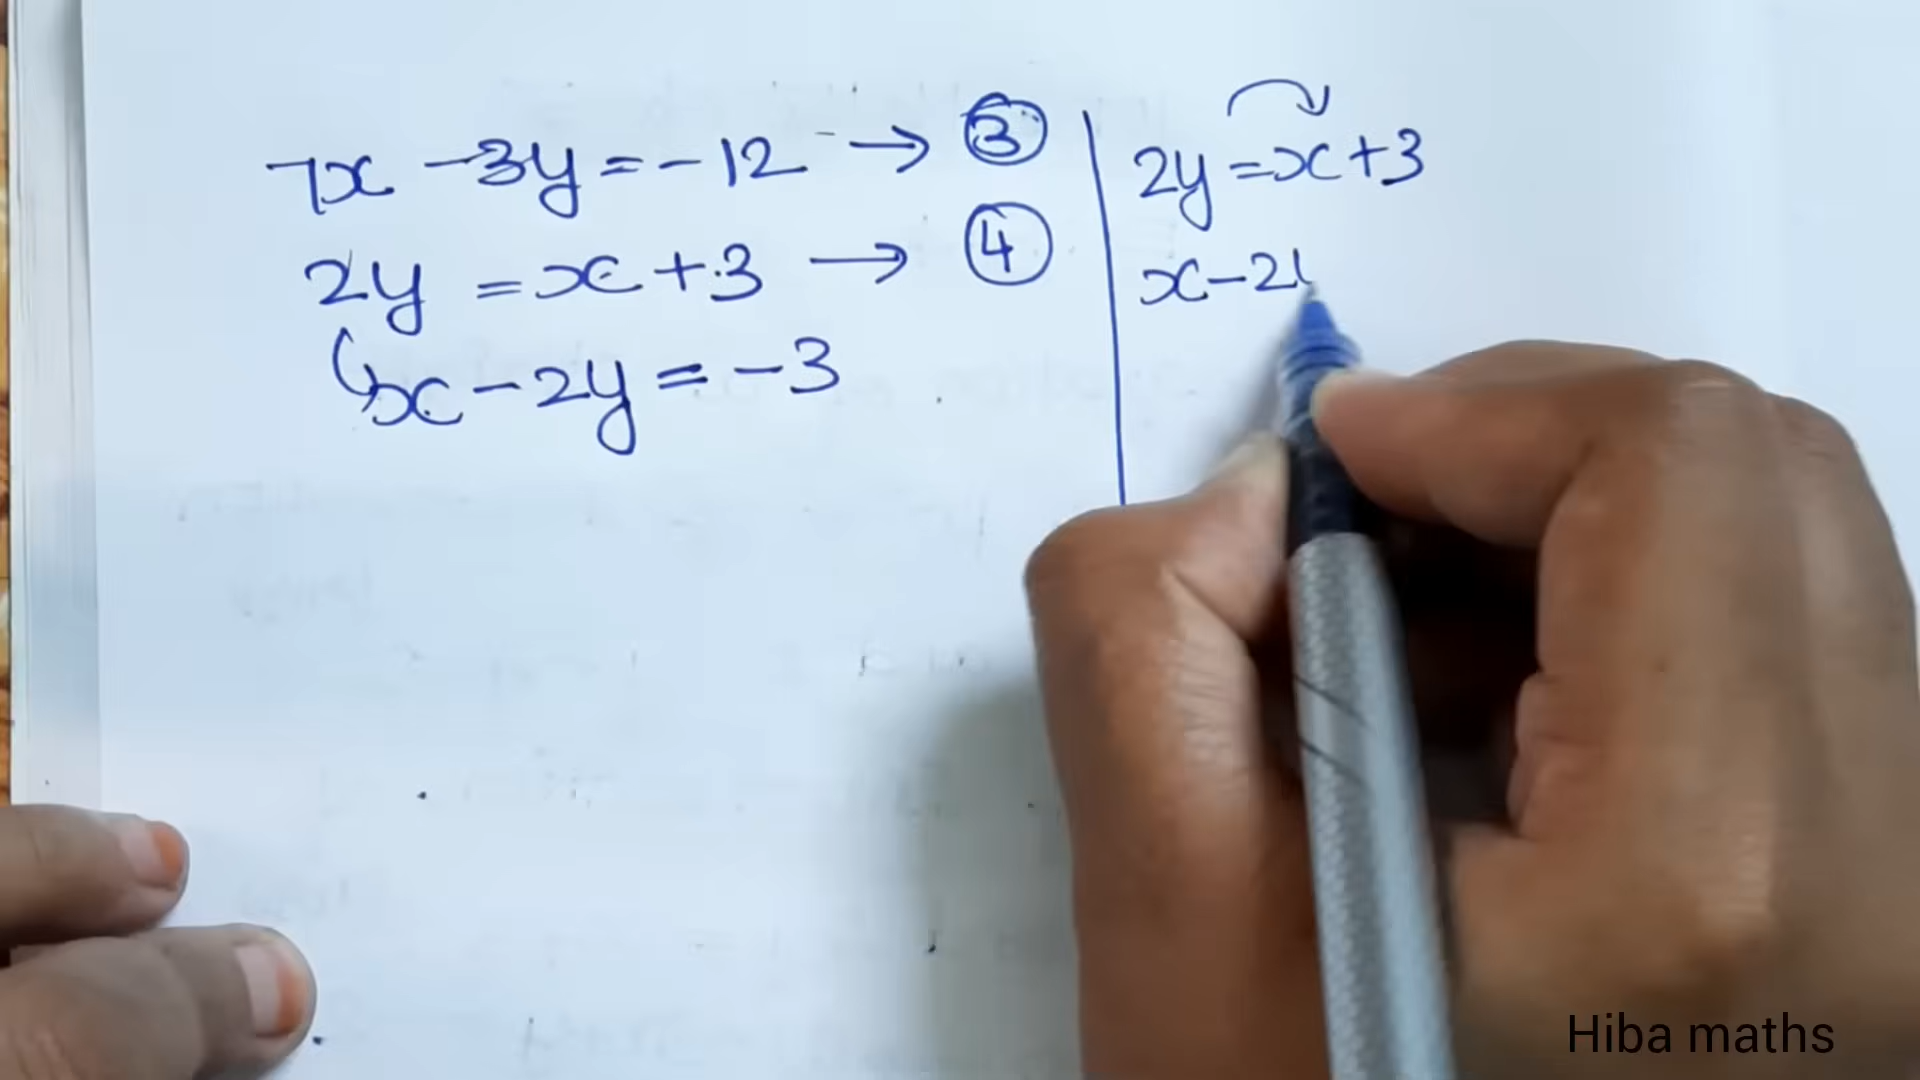 7x - 3y = -12 → ③
2y = x + 3 → ④
x - 2y = -3
2y = x + 3
x - 2
Hiba maths